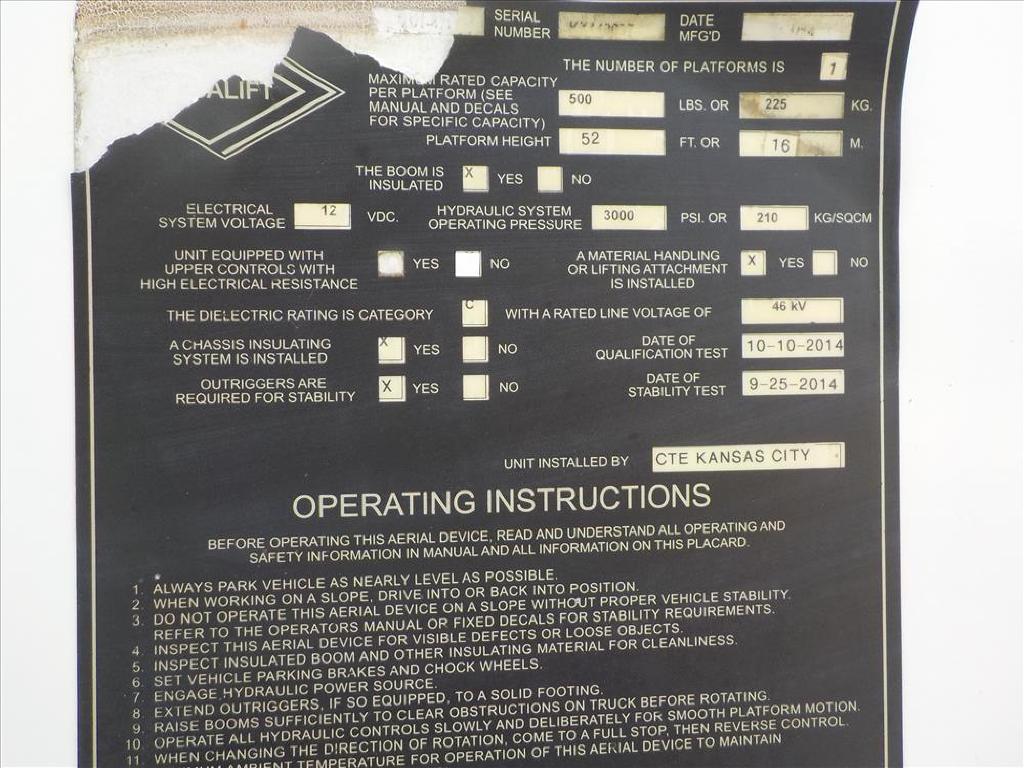 SERIAL NUMBER
DATE MFG'D
THE NUMBER OF PLATFORMS IS 1
ALIFT
MAXIMUM RATED CAPACITY
PER PLATFORM (SEE
MANUAL AND DECALS
FOR SPECIFIC CAPACITY)
500 LBS. OR 225 KG.
PLATFORM HEIGHT 52 FT. OR 16 M.
THE BOOM IS
INSULATED X YES NO
ELECTRICAL
SYSTEM VOLTAGE 12 VDC.
HYDRAULIC SYSTEM
OPERATING PRESSURE 3000 PSI. OR 210 KG/SQCM
UNIT EQUIPPED WITH
UPPER CONTROLS WITH
HIGH ELECTRICAL RESISTANCE YES NO
A MATERIAL HANDLING
OR LIFTING ATTACHMENT
IS INSTALLED X YES NO
THE DIELECTRIC RATING IS CATEGORY C WITH A RATED LINE VOLTAGE OF 46 kV
A CHASSIS INSULATING
SYSTEM IS INSTALLED X YES NO
DATE OF
QUALIFICATION TEST 10-10-2014
OUTRIGGERS ARE
REQUIRED FOR STABILITY X YES NO
DATE OF
STABILITY TEST 9-25-2014
UNIT INSTALLED BY CTE KANSAS CITY
OPERATING INSTRUCTIONS
BEFORE OPERATING THIS AERIAL DEVICE, READ AND UNDERSTAND ALL OPERATING AND
SAFETY INFORMATION IN MANUAL AND ALL INFORMATION ON THIS PLACARD.
1. ALWAYS PARK VEHICLE AS NEARLY LEVEL AS POSSIBLE.
2. WHEN WORKING ON A SLOPE, DRIVE INTO OR BACK INTO POSITION.
3. DO NOT OPERATE THIS AERIAL DEVICE ON A SLOPE WITHOUT PROPER VEHICLE STABILITY.
REFER TO THE OPERATORS MANUAL OR FIXED DECALS FOR STABILITY REQUIREMENTS.
4. INSPECT THIS AERIAL DEVICE FOR VISIBLE DEFECTS OR LOOSE OBJECTS.
5. INSPECT INSULATED BOOM AND OTHER INSULATING MATERIAL FOR CLEANLINESS.
6. SET VEHICLE PARKING BRAKES AND CHOCK WHEELS.
7. ENGAGE HYDRAULIC POWER SOURCE.
8. EXTEND OUTRIGGERS, IF SO EQUIPPED, TO A SOLID FOOTING.
9. RAISE BOOMS SUFFICIENTLY TO CLEAR OBSTRUCTIONS ON TRUCK BEFORE ROTATING.
10. OPERATE ALL HYDRAULIC CONTROLS SLOWLY AND DELIBERATELY FOR SMOOTH PLATFORM MOTION.
11. WHEN CHANGING THE DIRECTION OF ROTATION, COME TO A FULL STOP, THEN REVERSE CONTROL.
AMBIENT TEMPERATURE FOR OPERATION OF THIS AERIAL DEVICE TO MAINTAIN